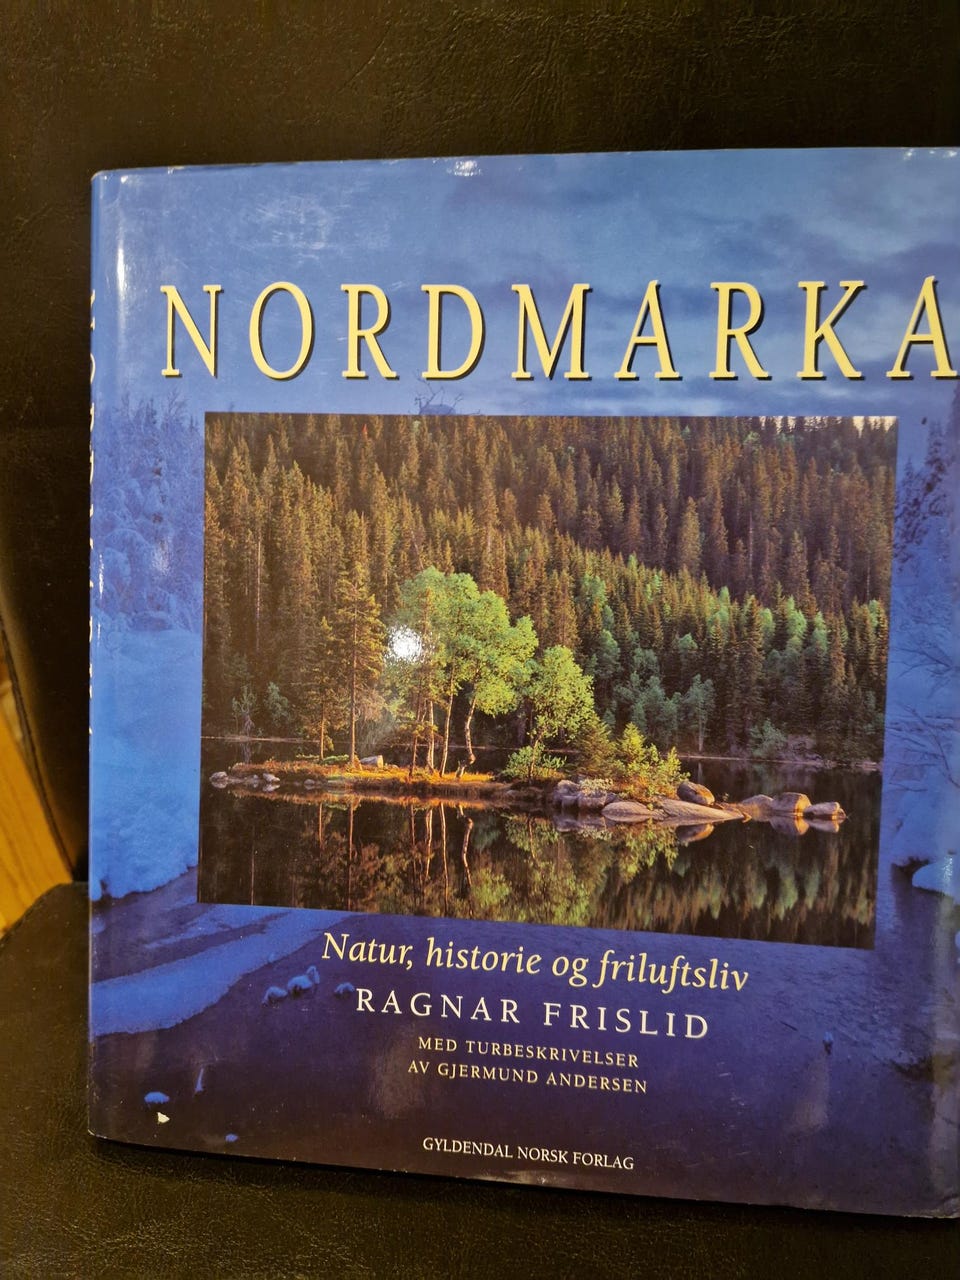 NORDMARKA
Natur, historie og friluftsliv
RAGNAR FRISLID
MED TURBESKRIVELSER
AV GJERMUND ANDERSEN
GYLDENDAL NORSK FORLAG